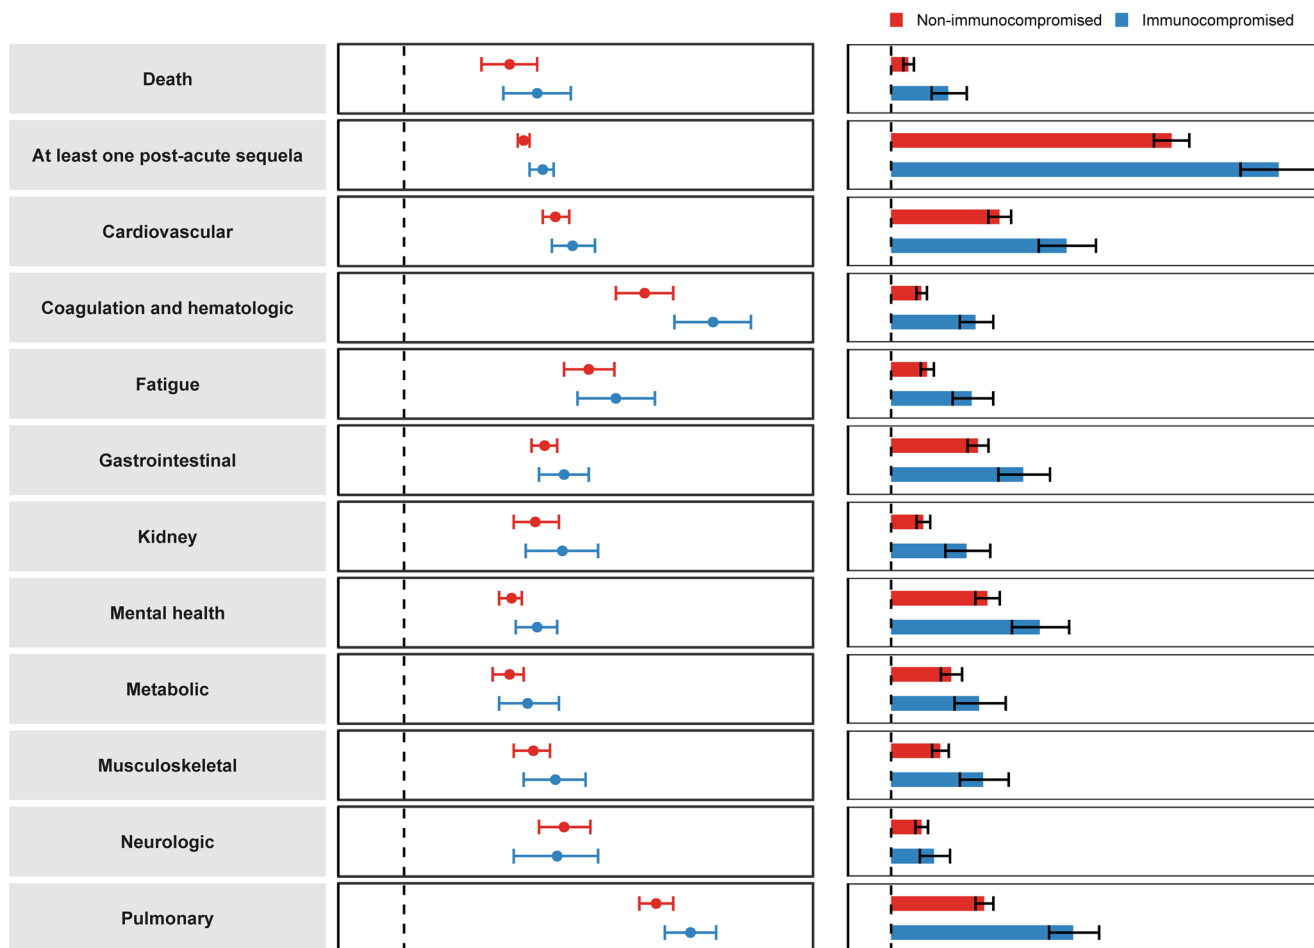 Non-immunocompromised Immunocompromised
Death
At least one post-acute sequela
Cardiovascular
Coagulation and hematologic
Fatigue
Gastrointestinal
Kidney
Mental health
Metabolic
Musculoskeletal
Neurologic
Pulmonary